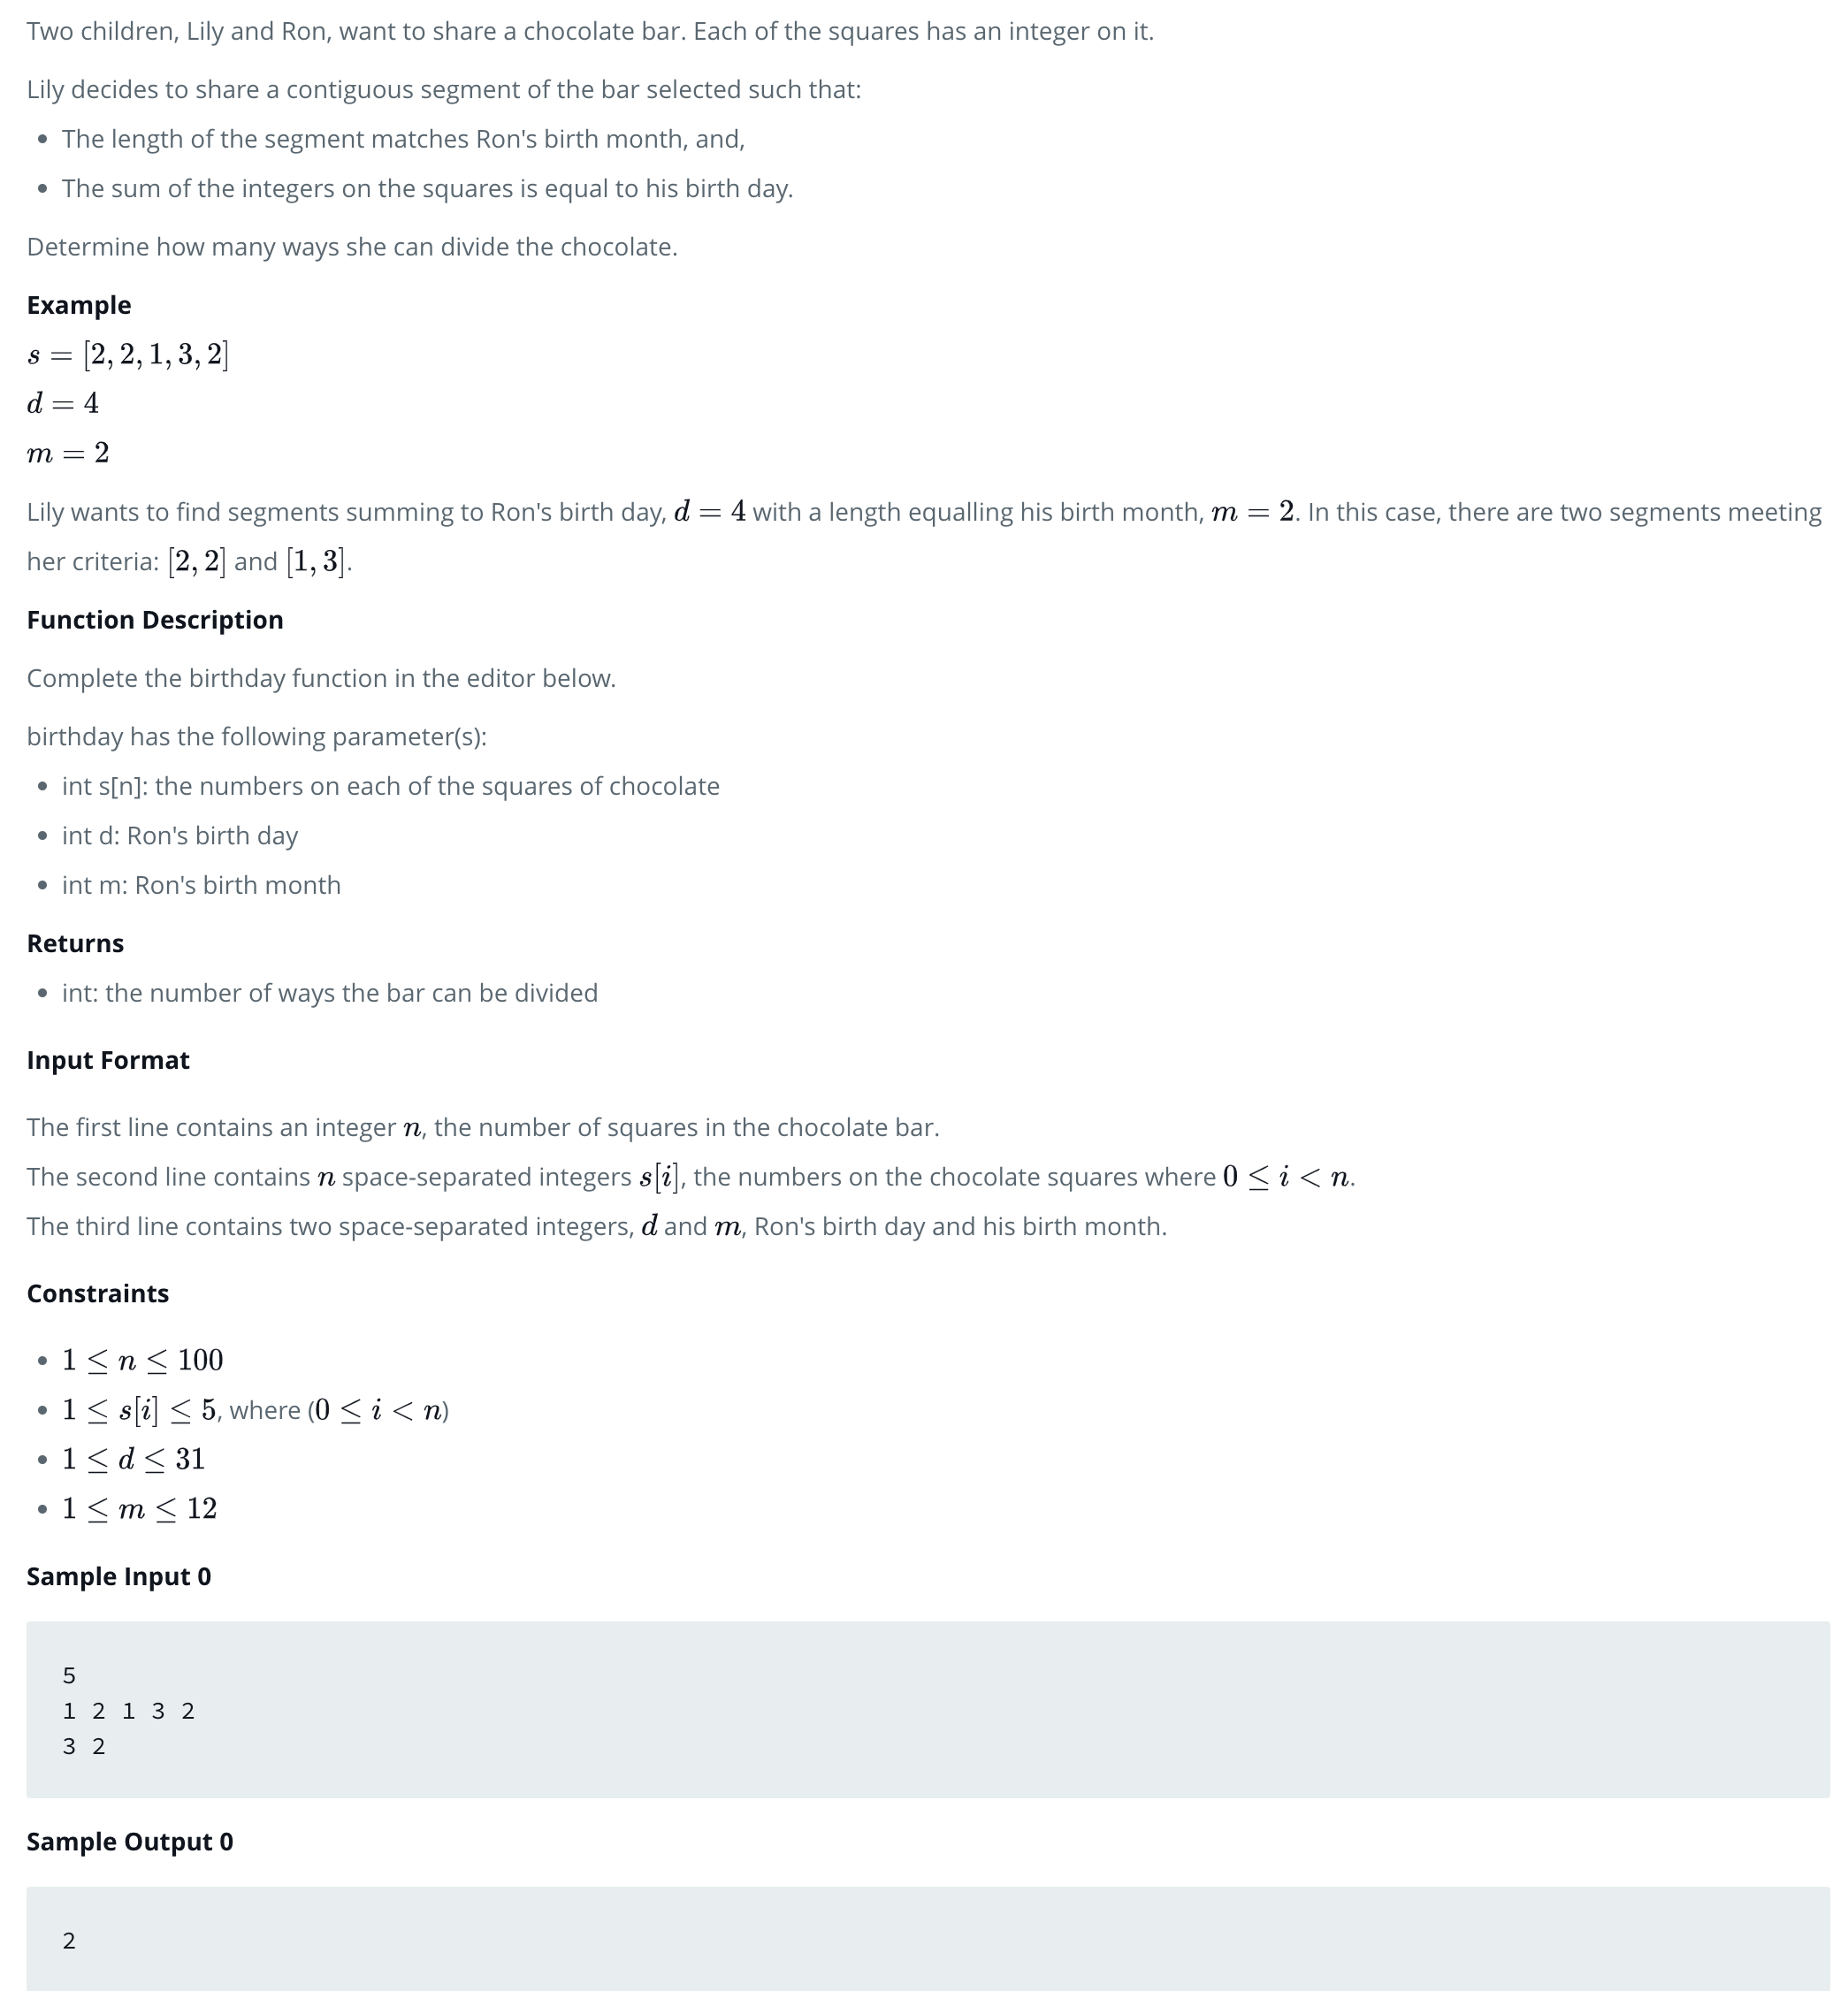 Two children, Lily and Ron, want to share a chocolate bar. Each of the squares has an integer on it.
Lily decides to share a contiguous segment of the bar selected such that:
• The length of the segment matches Ron's birth month, and,
• The sum of the integers on the squares is equal to his birth day.
Determine how many ways she can divide the chocolate.
Example
s = [2, 2, 1, 3, 2]
d = 4
m = 2
Lily wants to find segments summing to Ron's birth day, d = 4 with a length equalling his birth month, m = 2. In this case, there are two segments meeting
her criteria: [2, 2] and [1, 3].
Function Description
Complete the birthday function in the editor below.
birthday has the following parameter(s):
• int s[n]: the numbers on each of the squares of chocolate
• int d: Ron's birth day
• int m: Ron's birth month
Returns
• int: the number of ways the bar can be divided
Input Format
The first line contains an integer n, the number of squares in the chocolate bar.
The second line contains n space-separated integers s[i], the numbers on the chocolate squares where 0 ≤ i < n.
The third line contains two space-separated integers, d and m, Ron's birth day and his birth month.
Constraints
• 1 ≤ n ≤ 100
• 1 ≤ s[i] ≤ 5, where (0 ≤ i < n)
• 1 ≤ d ≤ 31
• 1 ≤ m ≤ 12
Sample Input 0
5
1 2 1 3 2
3 2
Sample Output 0
2